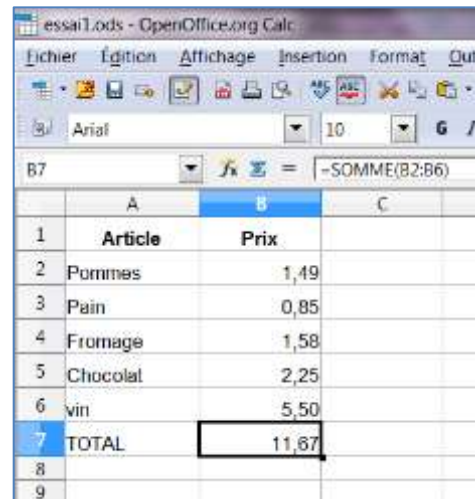 essai1.ods - OpenOffice.org Calc
Fichier Édition Affichage Insertion Format Out
Arial 10 G I
B7 =SOMME(B2:B6)
A B C
1 Article Prix
2 Pommes 1,49
3 Pain 0,85
4 Fromage 1,58
5 Chocolat 2,25
6 vin 5,50
7 TOTAL 11,67
8
9